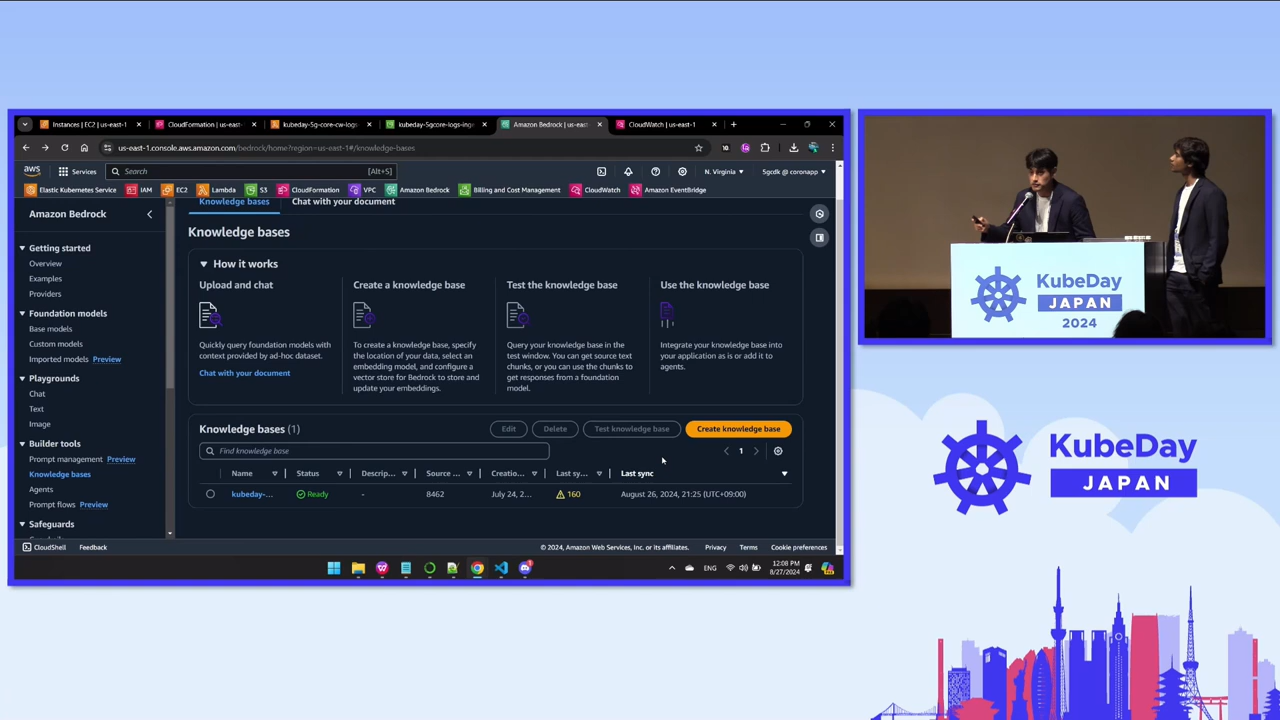 Instances | EC2 | us-east-1
CloudFormation | us-east-
kubeday-5g-core-cw-logs
kubeday-5gcore-logs-ing
Amazon Bedrock | us-east
CloudWatch | us-east-1
us-east-1.console.aws.amazon.com/bedrock/home?region=us-east-1#/knowledge-bases
aws
Services
Search
[Alt+S]
N. Virginia
5gcdk @ coronapp
Elastic Kubernetes Service
IAM
EC2
Lambda
S3
CloudFormation
VPC
Amazon Bedrock
Billing and Cost Management
CloudWatch
Amazon EventBridge
Amazon Bedrock
Getting started
Overview
Examples
Providers
Foundation models
Base models
Custom models
Imported models Preview
Playgrounds
Chat
Text
Image
Builder tools
Prompt management Preview
Knowledge bases
Agents
Prompt flows Preview
Safeguards
Knowledge bases
Chat with your document
Knowledge bases
How it works
Upload and chat
Quickly query foundation models with
context provided by ad-hoc dataset.
Chat with your document
Create a knowledge base
To create a knowledge base, specify
the location of your data, select an
embedding model, and configure a
vector store for Bedrock to store and
update your embeddings.
Test the knowledge base
Query your knowledge base in the
test window. You can get source text
chunks, or you can use the chunks to
get responses from a foundation
model.
Use the knowledge base
Integrate your knowledge base into
your application as is or add it to
agents.
Knowledge bases (1)
Edit
Delete
Test knowledge base
Create knowledge base
Find knowledge base
1
Name
Status
Descrip...
Source ...
Creatio...
Last sy...
Last sync
kubeday-...
Ready
-
8462
July 24, 2...
160
August 26, 2024, 21:25 (UTC+09:00)
CloudShell
Feedback
© 2024, Amazon Web Services, Inc. or its affiliates.
Privacy
Terms
Cookie preferences
ENG
12:08 PM
8/27/2024
KubeDay
JAPAN
2024
KubeDay
JAPAN